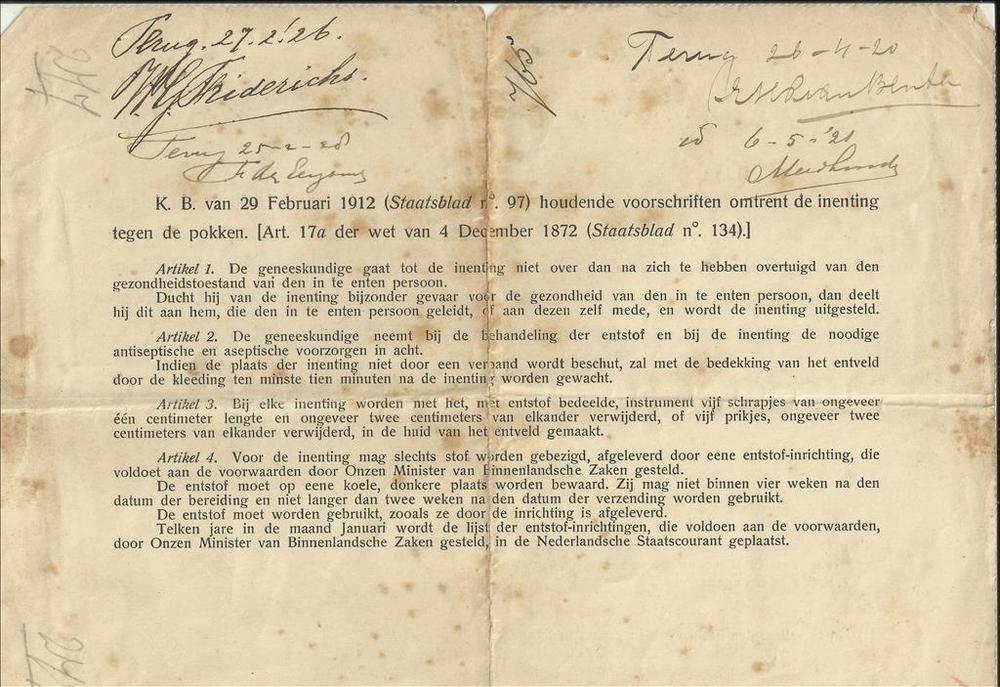 Terug. 27.2.'26.
Friderichs.
Terug 26-4-20
Terug 25-2-28
6-5-'20
K. B. van 29 Februari 1912 (Staatsblad n°. 97) houdende voorschriften omtrent de inenting
tegen de pokken. [Art. 17a der wet van 4 December 1872 (Staatsblad n°. 134).]
Artikel 1. De geneeskundige gaat tot de inenting niet over dan na zich te hebben overtuigd van den
gezondheidstoestand van den in te enten persoon.
Ducht hij van de inenting bijzonder gevaar voor de gezondheid van den in te enten persoon, dan deelt
hij dit aan hem, die den in te enten persoon geleidt, of aan dezen zelf mede, en wordt de inenting uitgesteld.
Artikel 2. De geneeskundige neemt bij de behandeling der entstof en bij de inenting de noodige
antiseptische en aseptische voorzorgen in acht.
Indien de plaats der inenting niet door een verband wordt beschut, zal met de bedekking van het entveld
door de kleeding ten minste tien minuten na de inenting worden gewacht.
Artikel 3. Bij elke inenting worden met het, met entstof bedeelde, instrument vijf schrapjes van ongeveer
één centimeter lengte en ongeveer twee centimeters van elkander verwijderd, of vijf prikjes, ongeveer twee
centimeters van elkander verwijderd, in de huid van het entveld gemaakt.
Artikel 4. Voor de inenting mag slechts stof worden gebezigd, afgeleverd door eene entstof-inrichting, die
voldoet aan de voorwaarden door Onzen Minister van Binnenlandsche Zaken gesteld.
De entstof moet op eene koele, donkere plaats worden bewaard. Zij mag niet binnen vier weken na den
datum der bereiding en niet langer dan twee weken na den datum der verzending worden gebruikt.
De entstof moet worden gebruikt, zooals ze door de inrichting is afgeleverd.
Telken jare in de maand Januari wordt de lijst der entstof-inrichtingen, die voldoen aan de voorwaarden,
door Onzen Minister van Binnenlandsche Zaken gesteld, in de Nederlandsche Staatscourant geplaatst.